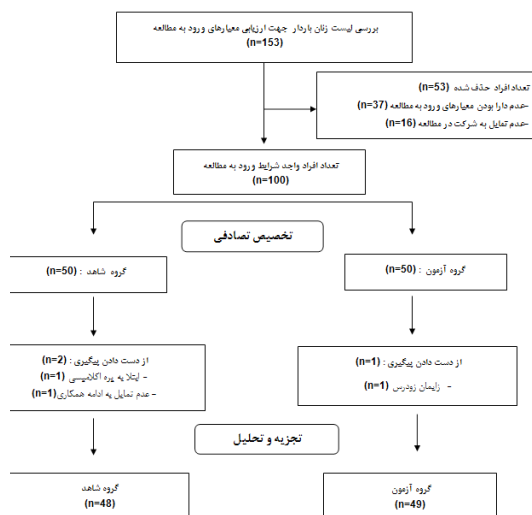 بررسی لیست زنان باردار جهت ارزیابی معیارهای ورود به مطالعه
(n=153)
تعداد افراد حذف شده (n=53)
-عدم دارا بودن معیارهای ورود به مطالعه (n=37)
-عدم تمایل به شرکت در مطالعه (n=16)
تعداد افراد واجد شرایط ورود به مطالعه
(n=100)
تخصیص تصادفی
گروه آزمون : (n=50)
گروه شاهد : (n=50)
از دست دادن پیگیری : (n=1)
- زایمان زودرس (n=1)
از دست دادن پیگیری : (n=2)
- ابتلا به پره اکلامپسی (n=1)
- عدم تمایل به ادامه همکاری(n=1)
تجزیه و تحلیل
گروه آزمون
(n=49)
گروه شاهد
(n=48)